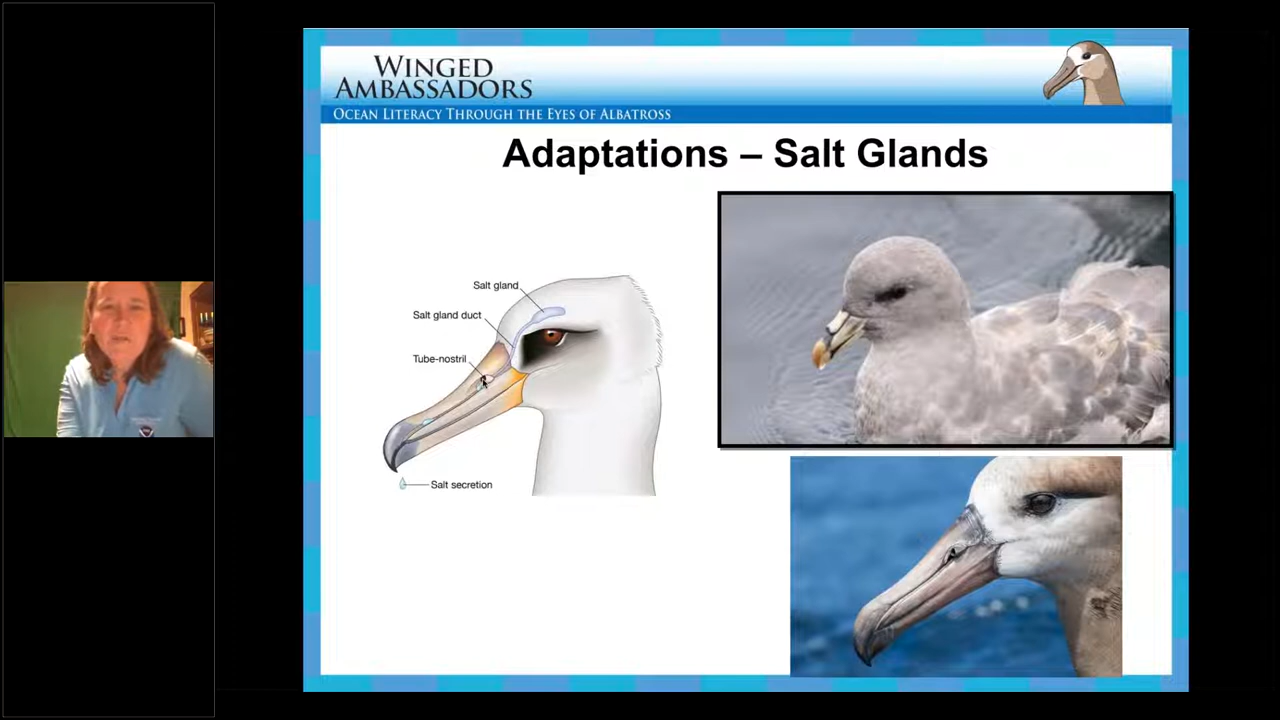 WINGED
AMBASSADORS
OCEAN LITERACY THROUGH THE EYES OF ALBATROSS
Adaptations – Salt Glands
Salt gland
Salt gland duct
Tube-nostril
Salt secretion